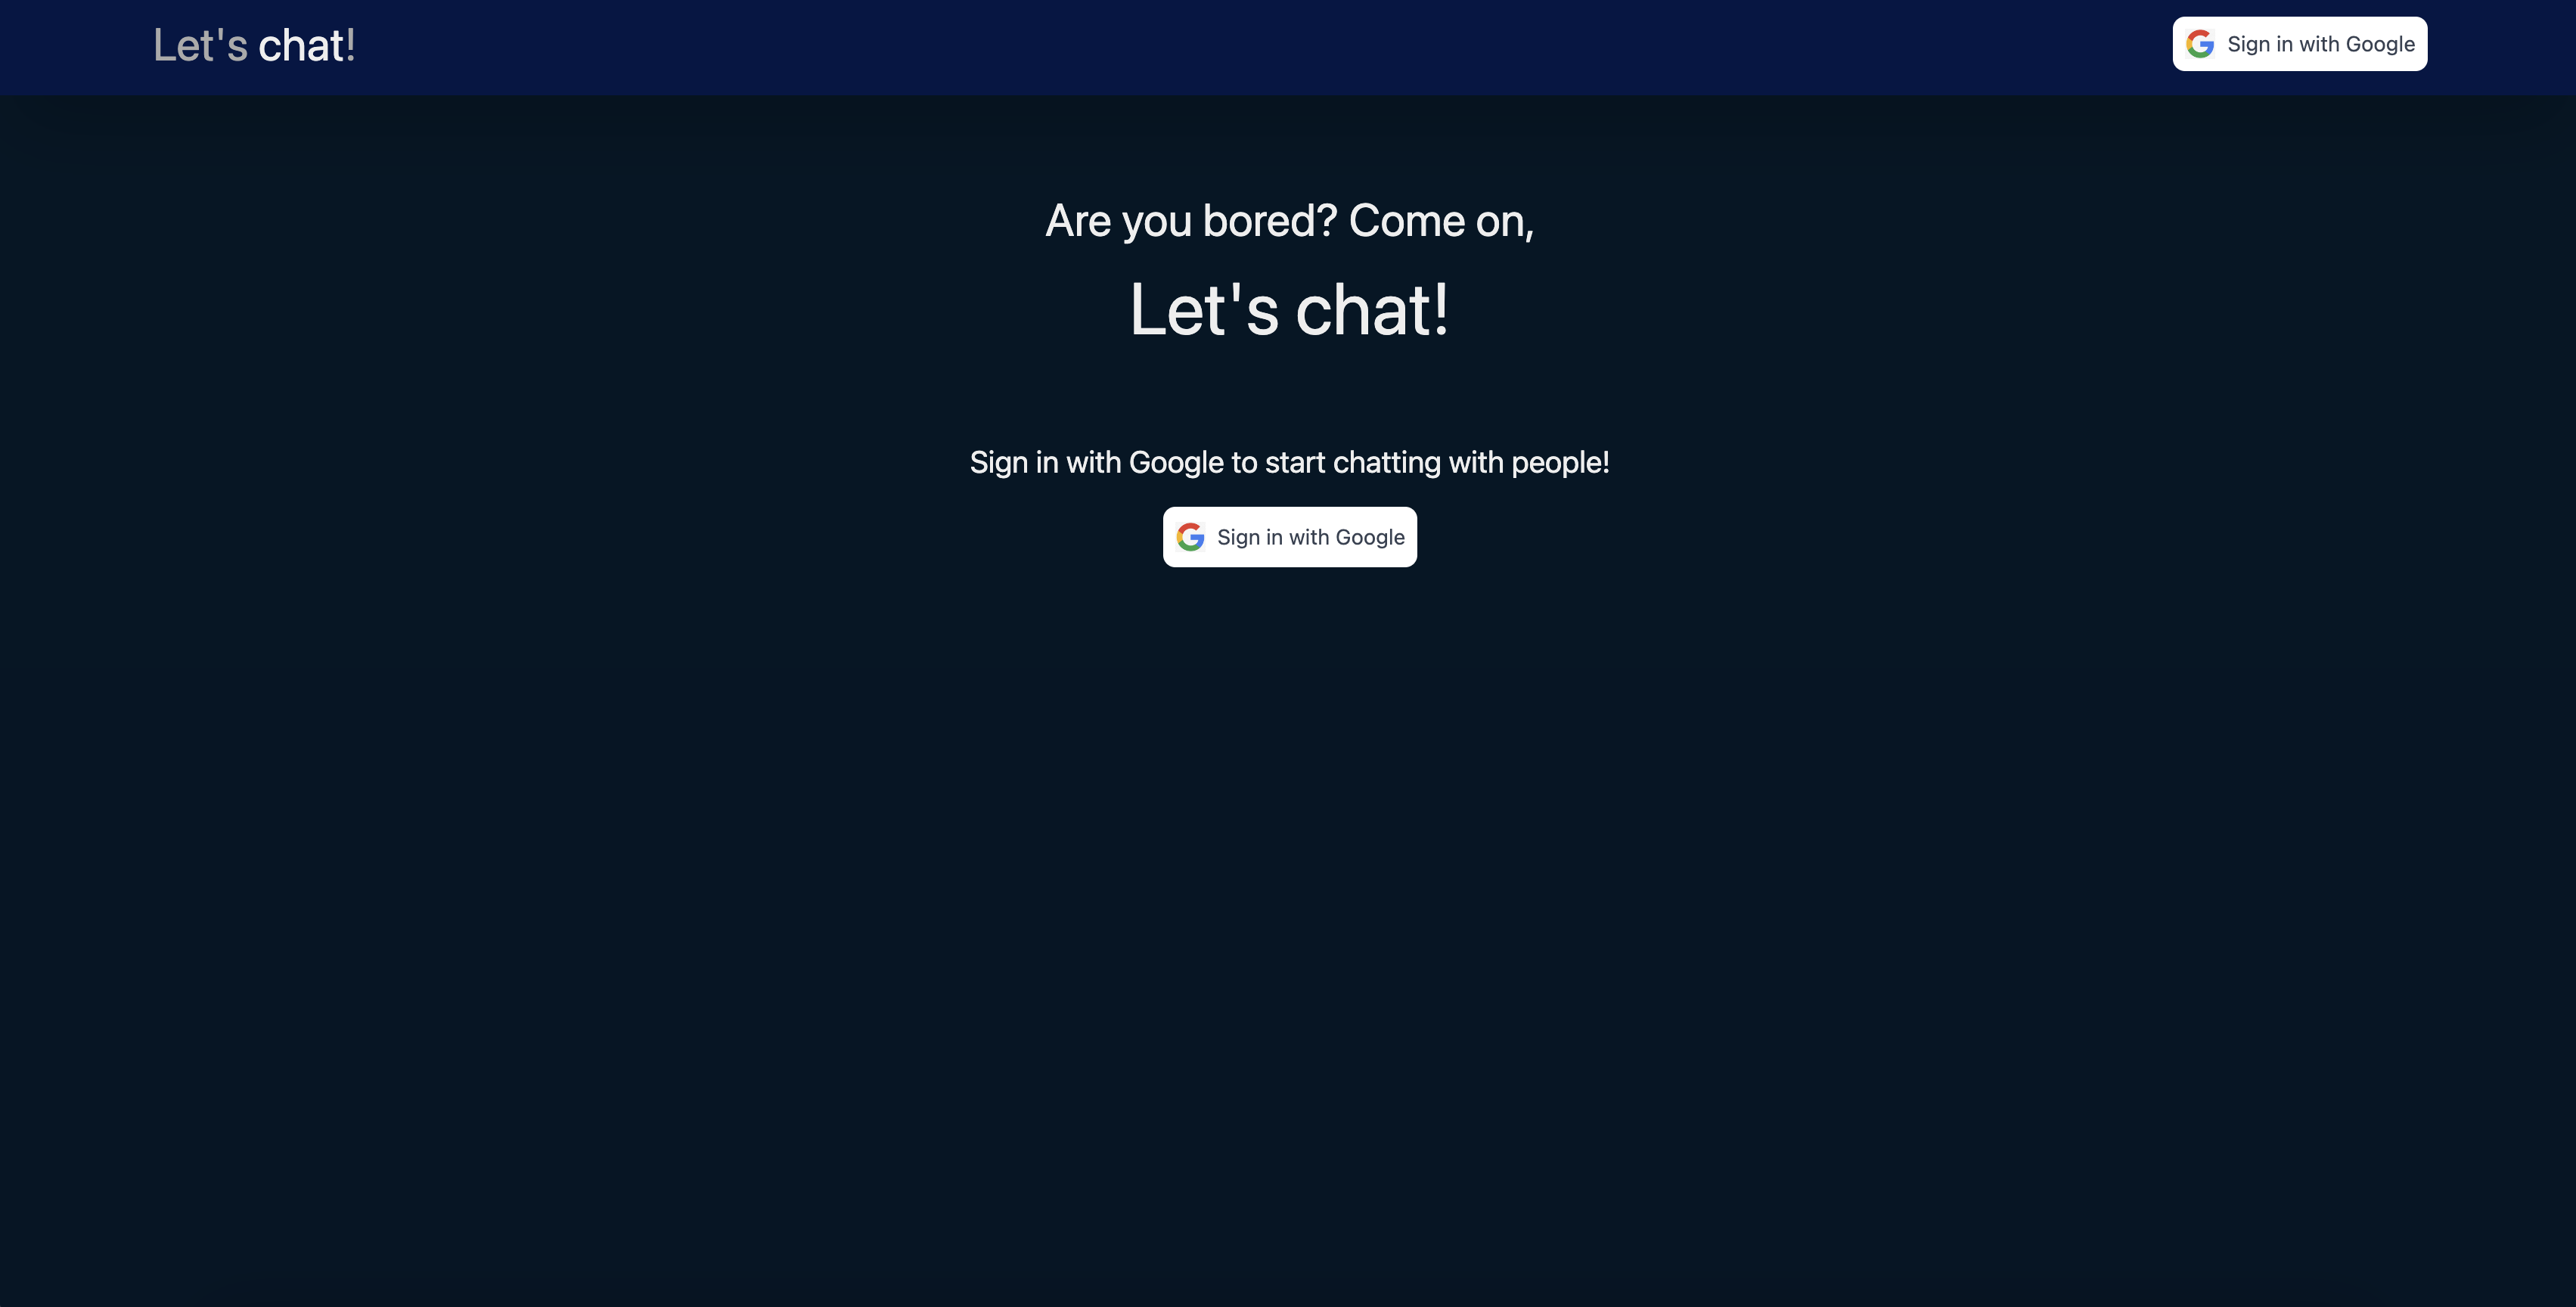 Let's chat!
Sign in with Google
Are you bored? Come on,
Let's chat!
Sign in with Google to start chatting with people!
Sign in with Google